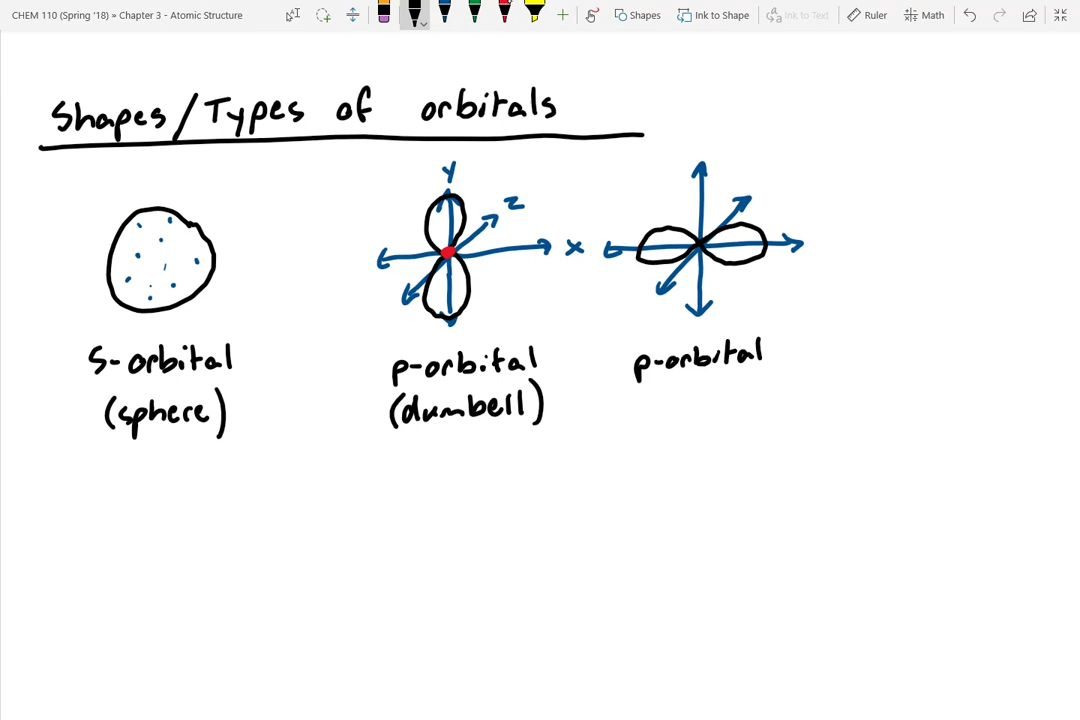 CHEM 110 (Spring '18) » Chapter 3 - Atomic Structure
Shapes
Ink to Shape
Ink to Text
Ruler
Math
Shapes/Types of orbitals
Y
Z
X
s-orbital
(sphere)
p-orbital
(dumbell)
p-orbital